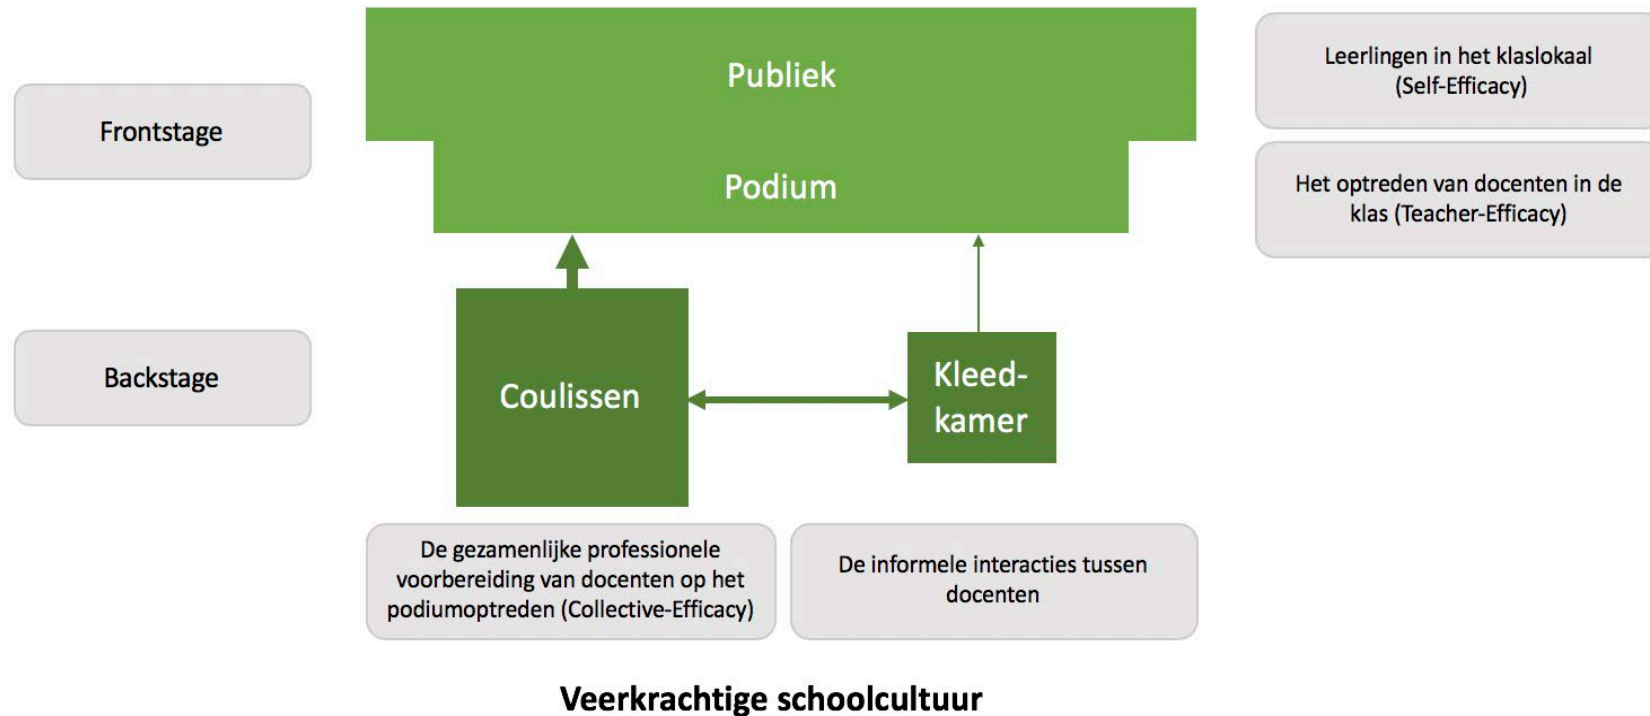 Publiek
Leerlingen in het klaslokaal
(Self-Efficacy)
Frontstage
Podium
Het optreden van docenten in de
klas (Teacher-Efficacy)
Backstage
Coulissen
Kleed-
kamer
De gezamenlijke professionele
voorbereiding van docenten op het
podiumoptreden (Collective-Efficacy)
De informele interacties tussen
docenten
Veerkrachtige schoolcultuur